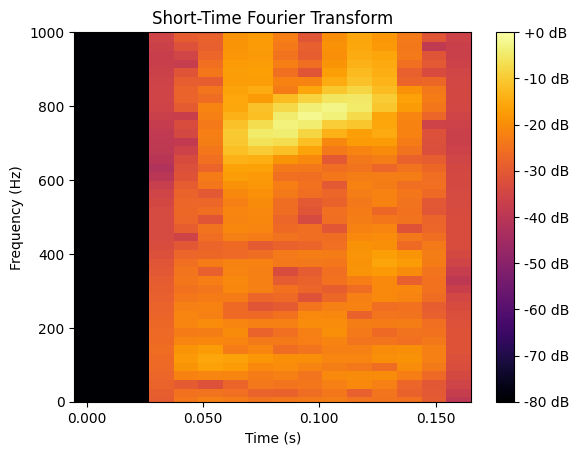 Short-Time Fourier Transform
1000
800
600
400
200
0
Frequency (Hz)
0.000
0.050
0.100
0.150
Time (s)
+0 dB
-10 dB
-20 dB
-30 dB
-40 dB
-50 dB
-60 dB
-70 dB
-80 dB